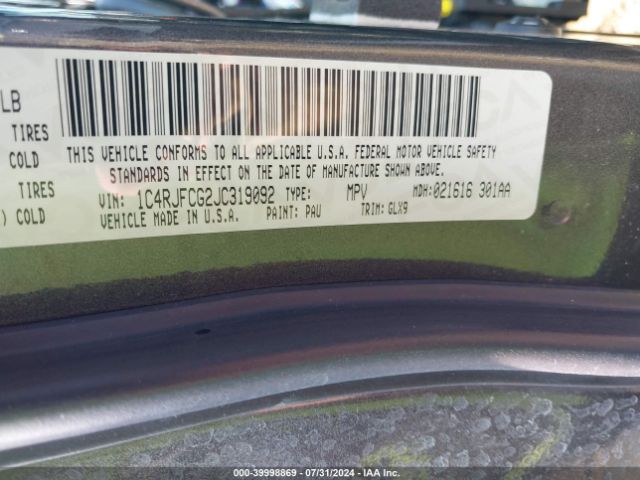 LB
TIRES
COLD
TIRES
) COLD
THIS VEHICLE CONFORMS TO ALL APPLICABLE U.S.A. FEDERAL MOTOR VEHICLE SAFETY
STANDARDS IN EFFECT ON THE DATE OF MANUFACTURE SHOWN ABOVE.
VIN: 1C4RJFCG2JC319092 TYPE: MPV MDH:021616 301AA
VEHICLE MADE IN U.S.A. PAINT: PAU TRIM: GLX9
000-39998869 - 07/31/2024 - IAA Inc.